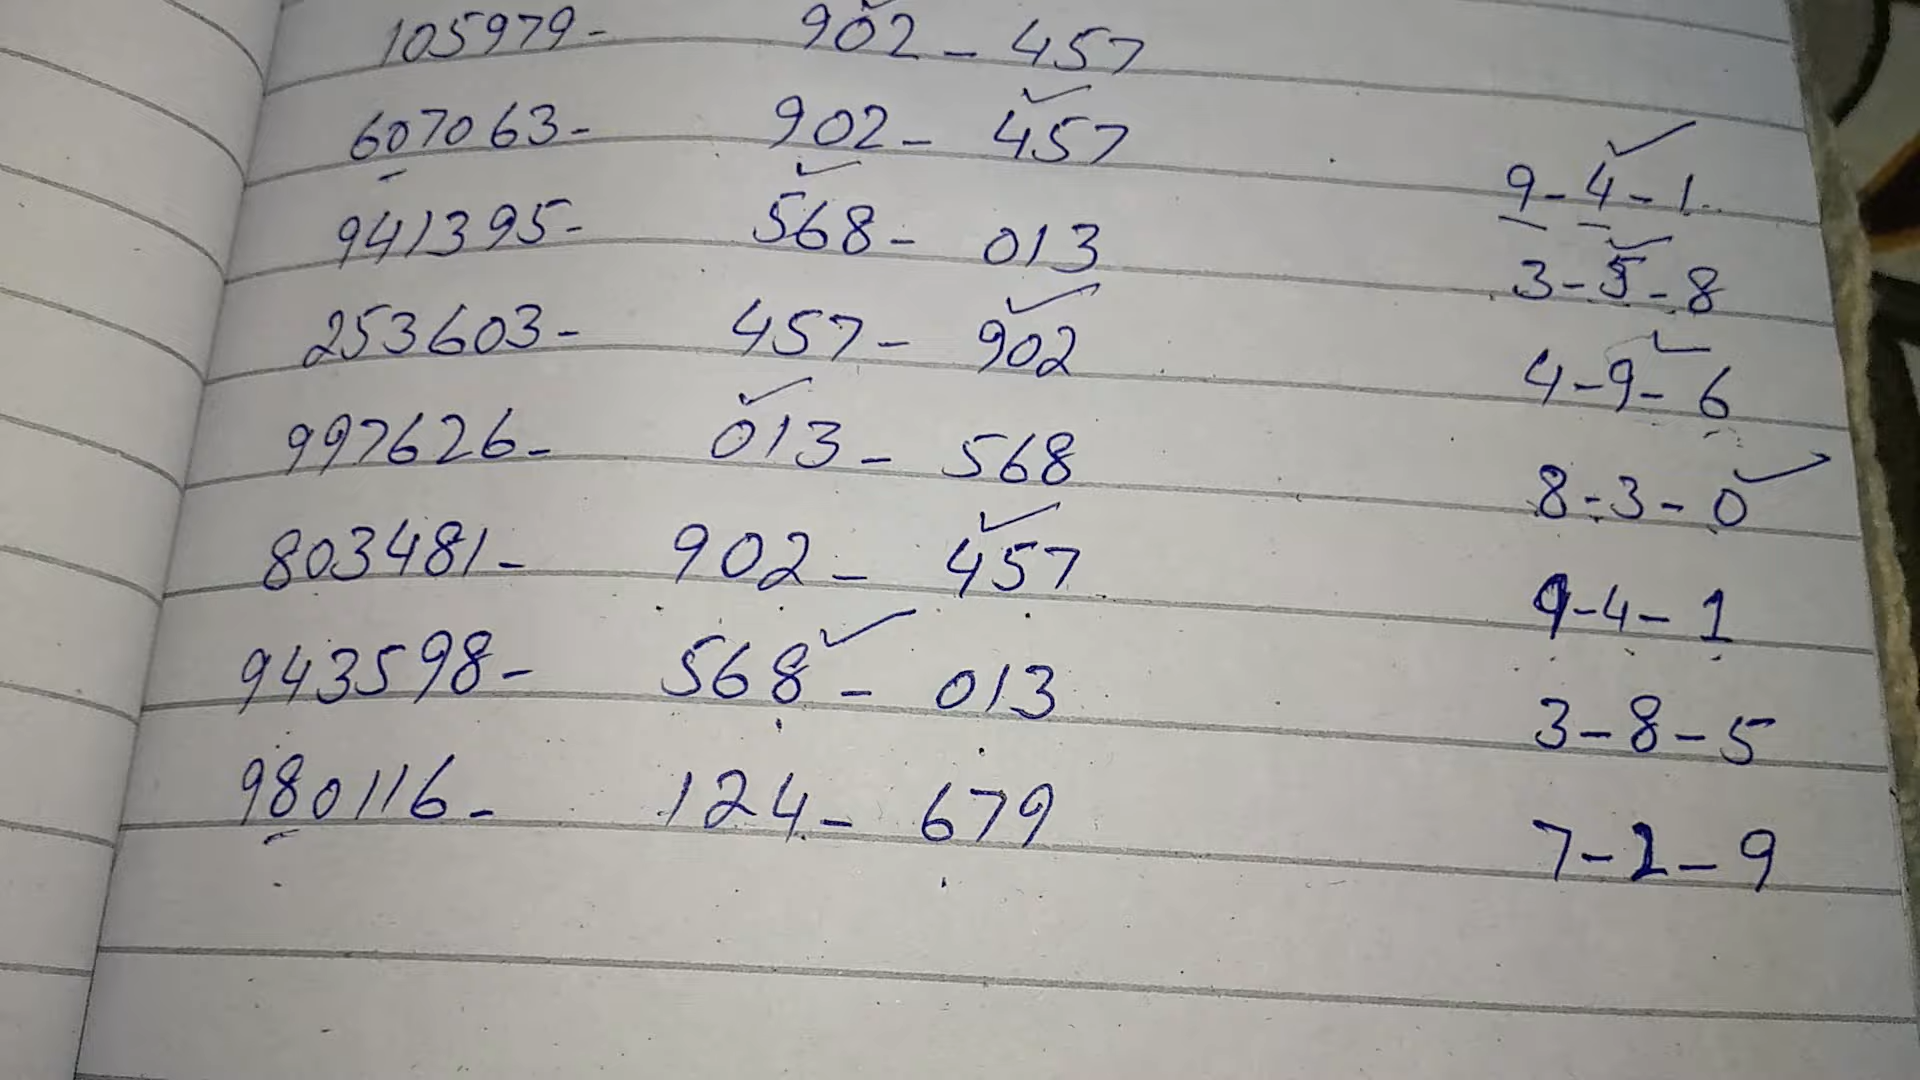 105979- 902 - 457
607063- 902 - 457
9-4-1
941395- 568 - 013
3-5-8
253603- 457 - 902
4-9-6
997626- 013 - 568
8-3-0
803481- 902 - 457
9-4-1
943598- 568 - 013
3-8-5
980116- 124 - 679
7-2-9